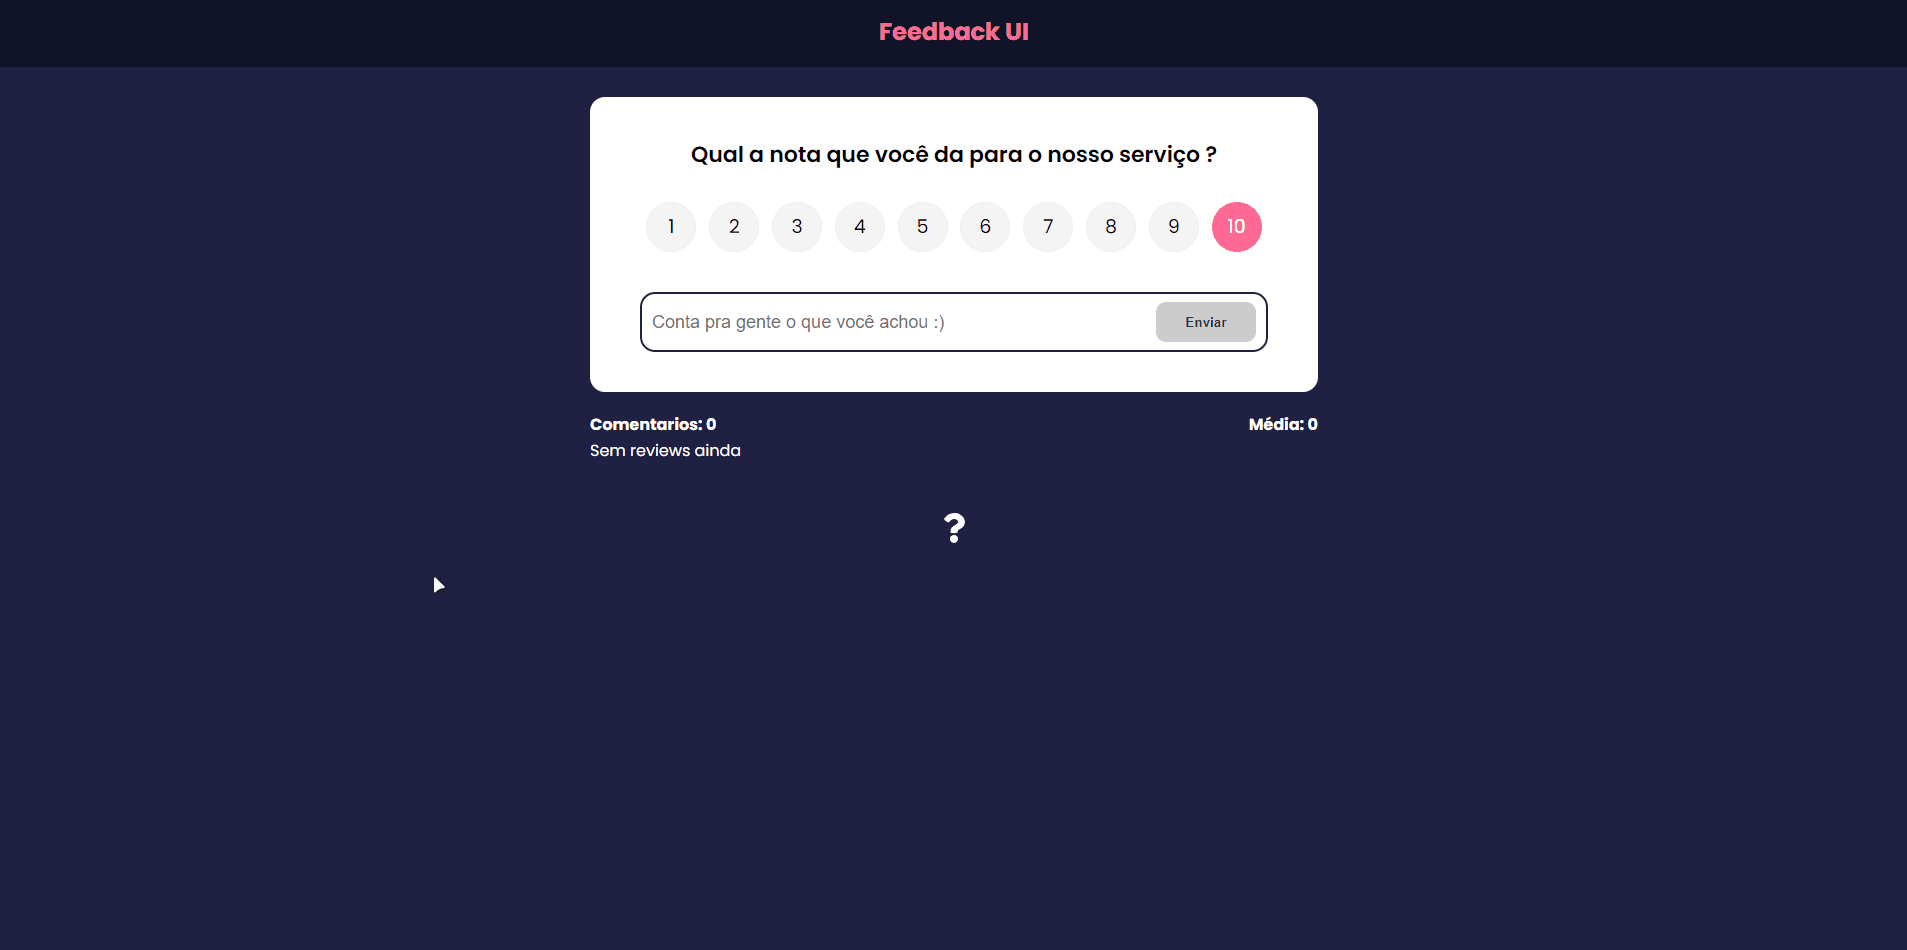 Feedback UI
Qual a nota que você da para o nosso serviço ?
1 2 3 4 5 6 7 8 9 10
Conta pra gente o que você achou :) Enviar
Comentarios: 0 Média: 0
Sem reviews ainda
?